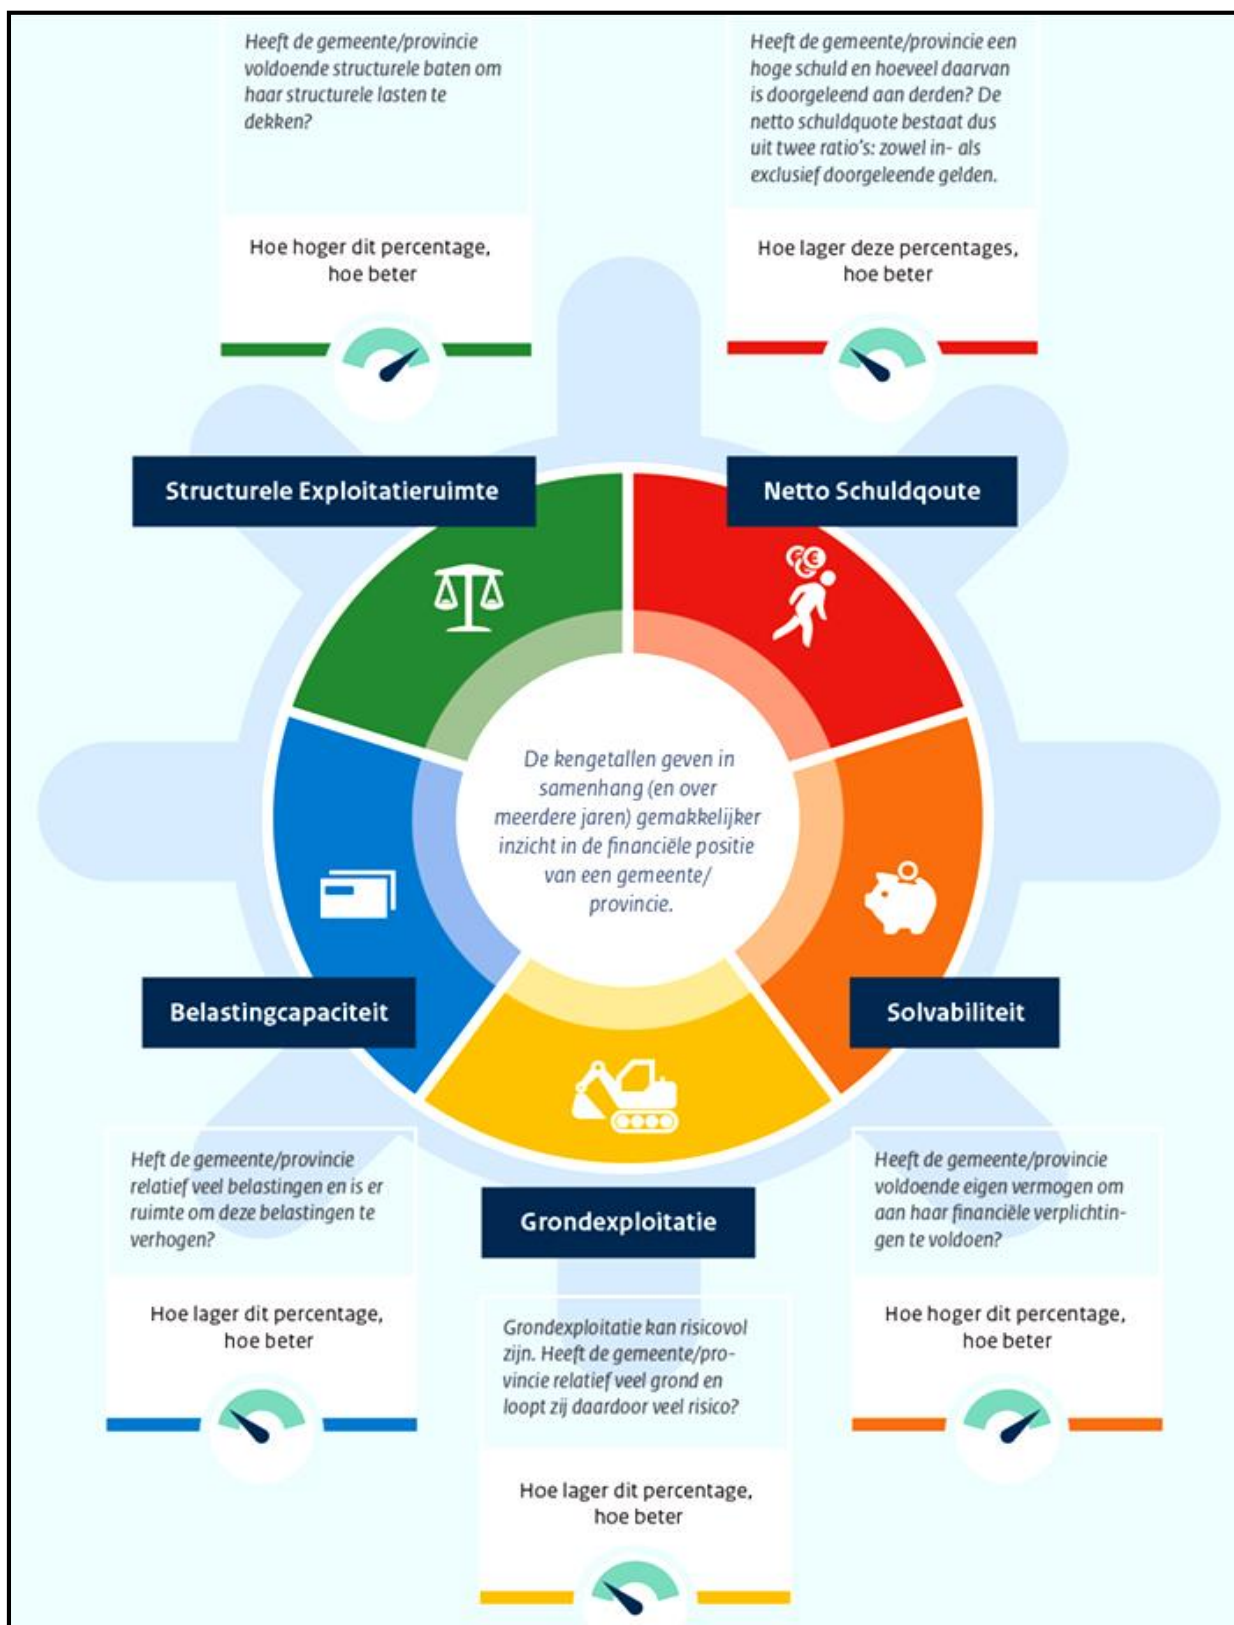 Heeft de gemeente/provincie
voldoende structurele baten om
haar structurele lasten te
dekken?
Hoe hoger dit percentage,
hoe beter
Heeft de gemeente/provincie een
hoge schuld en hoeveel daarvan
is doorgeleend aan derden? De
netto schuldquote bestaat dus
uit twee ratio's: zowel in- als
exclusief doorgeleende gelden.
Hoe lager deze percentages,
hoe beter
Structurele Exploitatieruimte
Netto Schuldqoute
De kengetallen geven in
samenhang (en over
meerdere jaren) gemakkelijker
inzicht in de financiële positie
van een gemeente/
provincie.
Belastingcapaciteit
Solvabiliteit
Heft de gemeente/provincie
relatief veel belastingen en is er
ruimte om deze belastingen te
verhogen?
Hoe lager dit percentage,
hoe beter
Grondexploitatie
Grondexploitatie kan risicovol
zijn. Heeft de gemeente/pro-
vincie relatief veel grond en
loopt zij daardoor veel risico?
Hoe lager dit percentage,
hoe beter
Heeft de gemeente/provincie
voldoende eigen vermogen om
aan haar financiële verplichtin-
gen te voldoen?
Hoe hoger dit percentage,
hoe beter